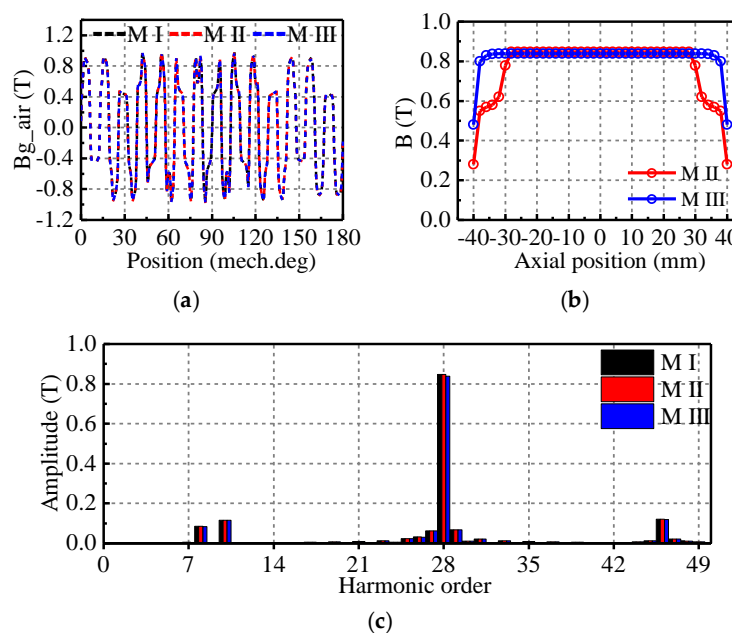 M I M II M III
Bg_air (T)
1.2
0.8
0.4
0.0
-0.4
-0.8
-1.2
0 30 60 90 120 150 180
Position (mech.deg)
(a)
B (T)
1.0
0.8
0.6
0.4
0.2
0.0
M II
M III
-40 -30 -20 -10 0 10 20 30 40
Axial position (mm)
(b)
Amplitude (T)
1.0
0.8
0.6
0.4
0.2
0.0
M I
M II
M III
0 7 14 21 28 35 42 49
Harmonic order
(c)